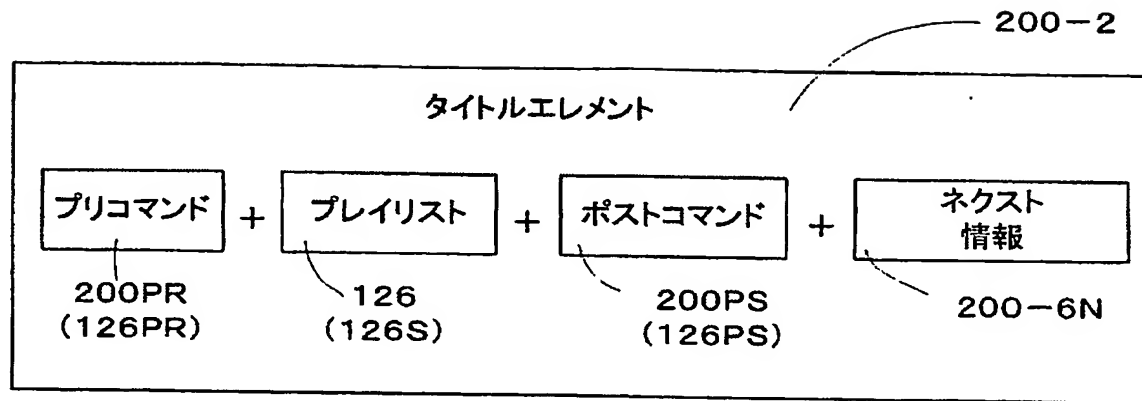 200−2
タイトルエレメント
プリコマンド + プレイリスト + ポストコマンド + ネクスト
情報
200PR 126 200PS 200−6N
(126PR) (126S) (126PS)